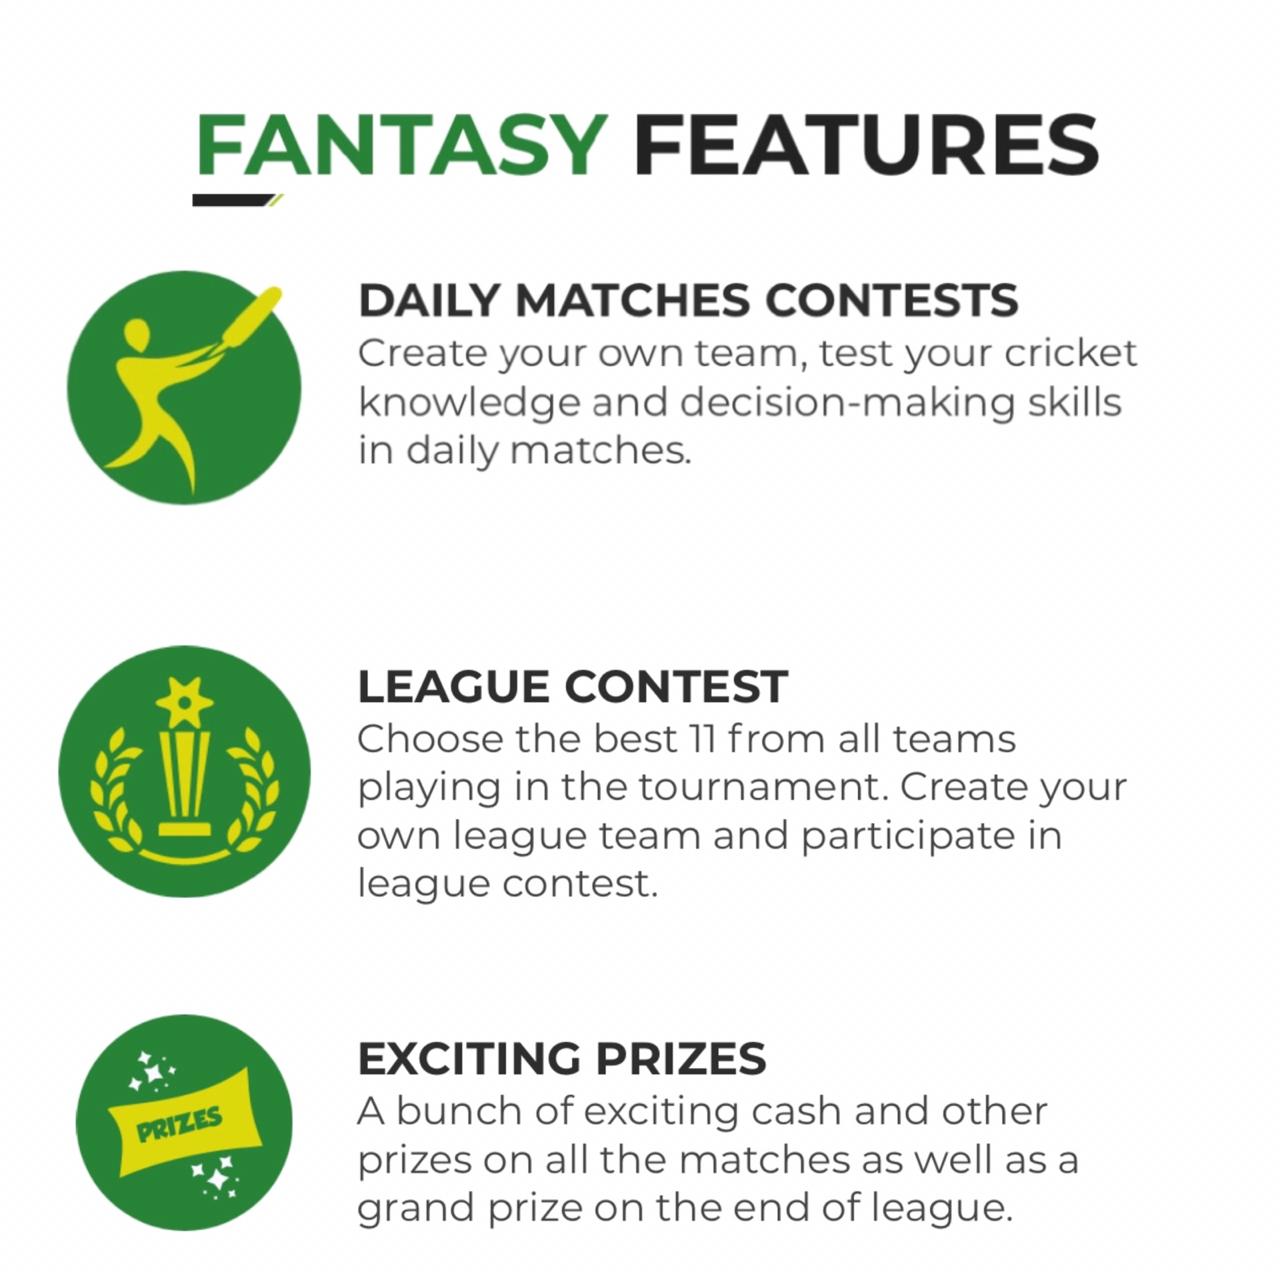 FANTASY FEATURES
DAILY MATCHES CONTESTS
Create your own team, test your cricket
knowledge and decision-making skills
in daily matches.
LEAGUE CONTEST
Choose the best 11 from all teams
playing in the tournament. Create your
own league team and participate in
league contest.
PRIZES
EXCITING PRIZES
A bunch of exciting cash and other
prizes on all the matches as well as a
grand prize on the end of league.